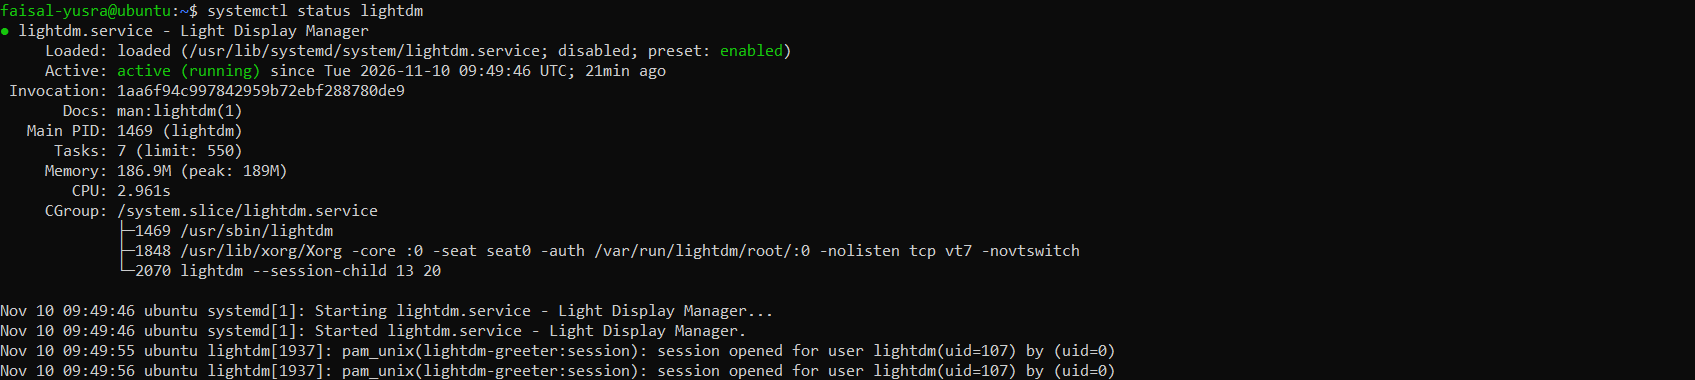 faisal-yusra@ubuntu:~$ systemctl status lightdm
● lightdm.service - Light Display Manager
     Loaded: loaded (/usr/lib/systemd/system/lightdm.service; disabled; preset: enabled)
     Active: active (running) since Tue 2026-11-10 09:49:46 UTC; 21min ago
 Invocation: 1aa6f94c997842959b72ebf288780de9
       Docs: man:lightdm(1)
   Main PID: 1469 (lightdm)
      Tasks: 7 (limit: 550)
     Memory: 186.9M (peak: 189M)
        CPU: 2.961s
     CGroup: /system.slice/lightdm.service
             ├─1469 /usr/sbin/lightdm
             ├─1848 /usr/lib/xorg/Xorg -core :0 -seat seat0 -auth /var/run/lightdm/root/:0 -nolisten tcp vt7 -novtswitch
             └─2070 lightdm --session-child 13 20

Nov 10 09:49:46 ubuntu systemd[1]: Starting lightdm.service - Light Display Manager...
Nov 10 09:49:46 ubuntu systemd[1]: Started lightdm.service - Light Display Manager.
Nov 10 09:49:55 ubuntu lightdm[1937]: pam_unix(lightdm-greeter:session): session opened for user lightdm(uid=107) by (uid=0)
Nov 10 09:49:56 ubuntu lightdm[1937]: pam_unix(lightdm-greeter:session): session opened for user lightdm(uid=107) by (uid=0)